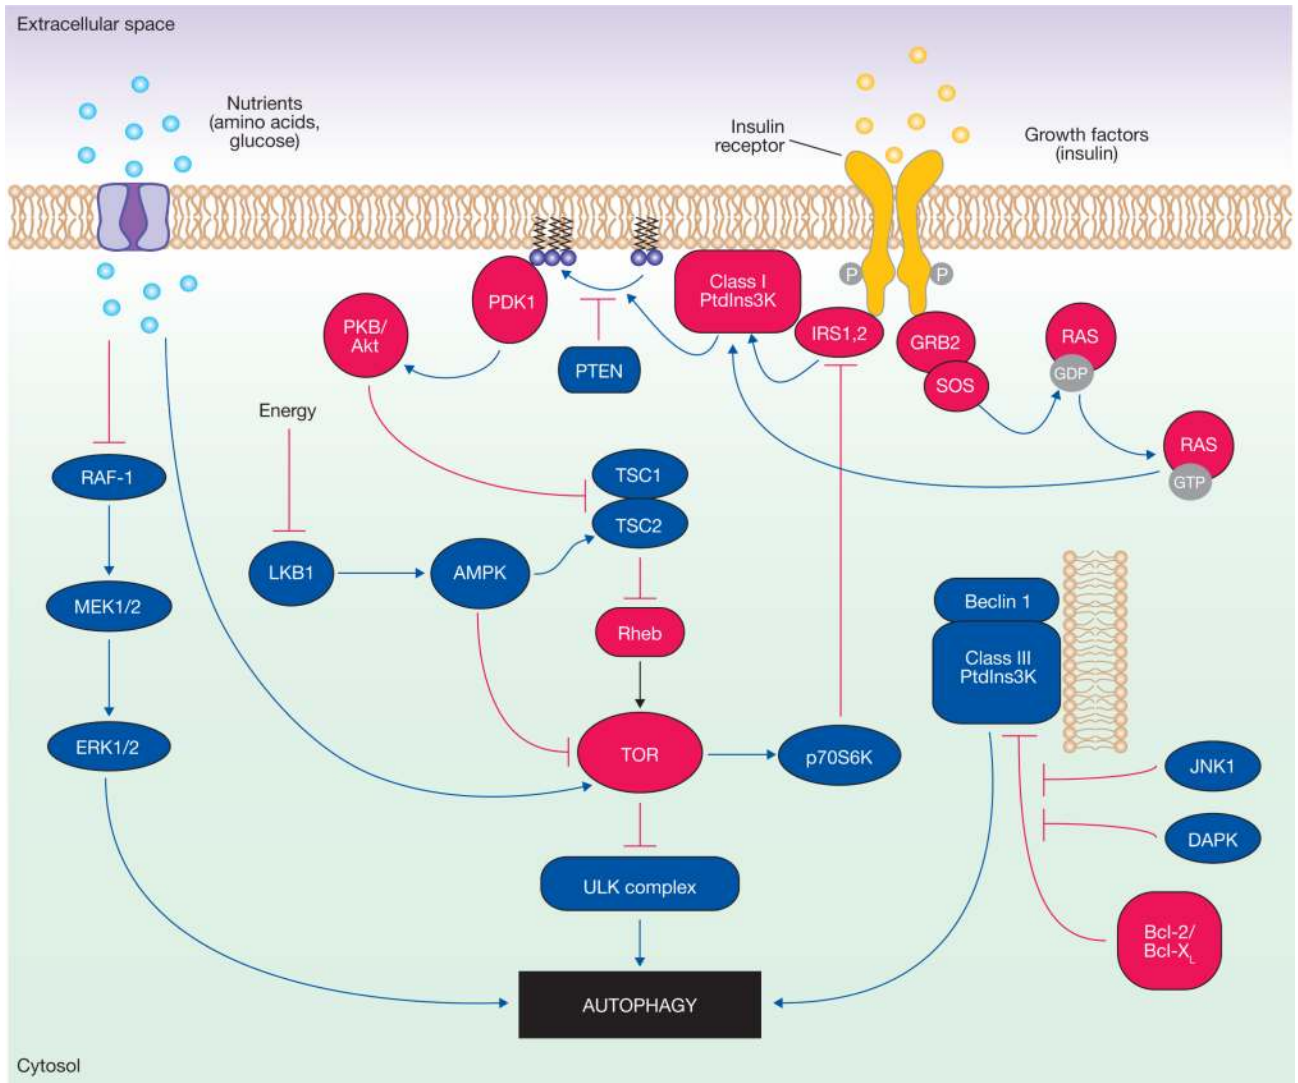 Extracellular space
Nutrients
(amino acids,
glucose)
Insulin
receptor
Growth factors
(insulin)
P
P
PDK1
Class I
PtdIns3K
PKB/
Akt
IRS1,2
GRB2
SOS
RAS
GDP
PTEN
RAS
GTP
Energy
RAF-1
TSC1
TSC2
LKB1
AMPK
MEK1/2
Rheb
Beclin 1
Class III
PtdIns3K
ERK1/2
TOR
p70S6K
JNK1
DAPK
ULK complex
Bcl-2/
Bcl-XL
AUTOPHAGY
Cytosol